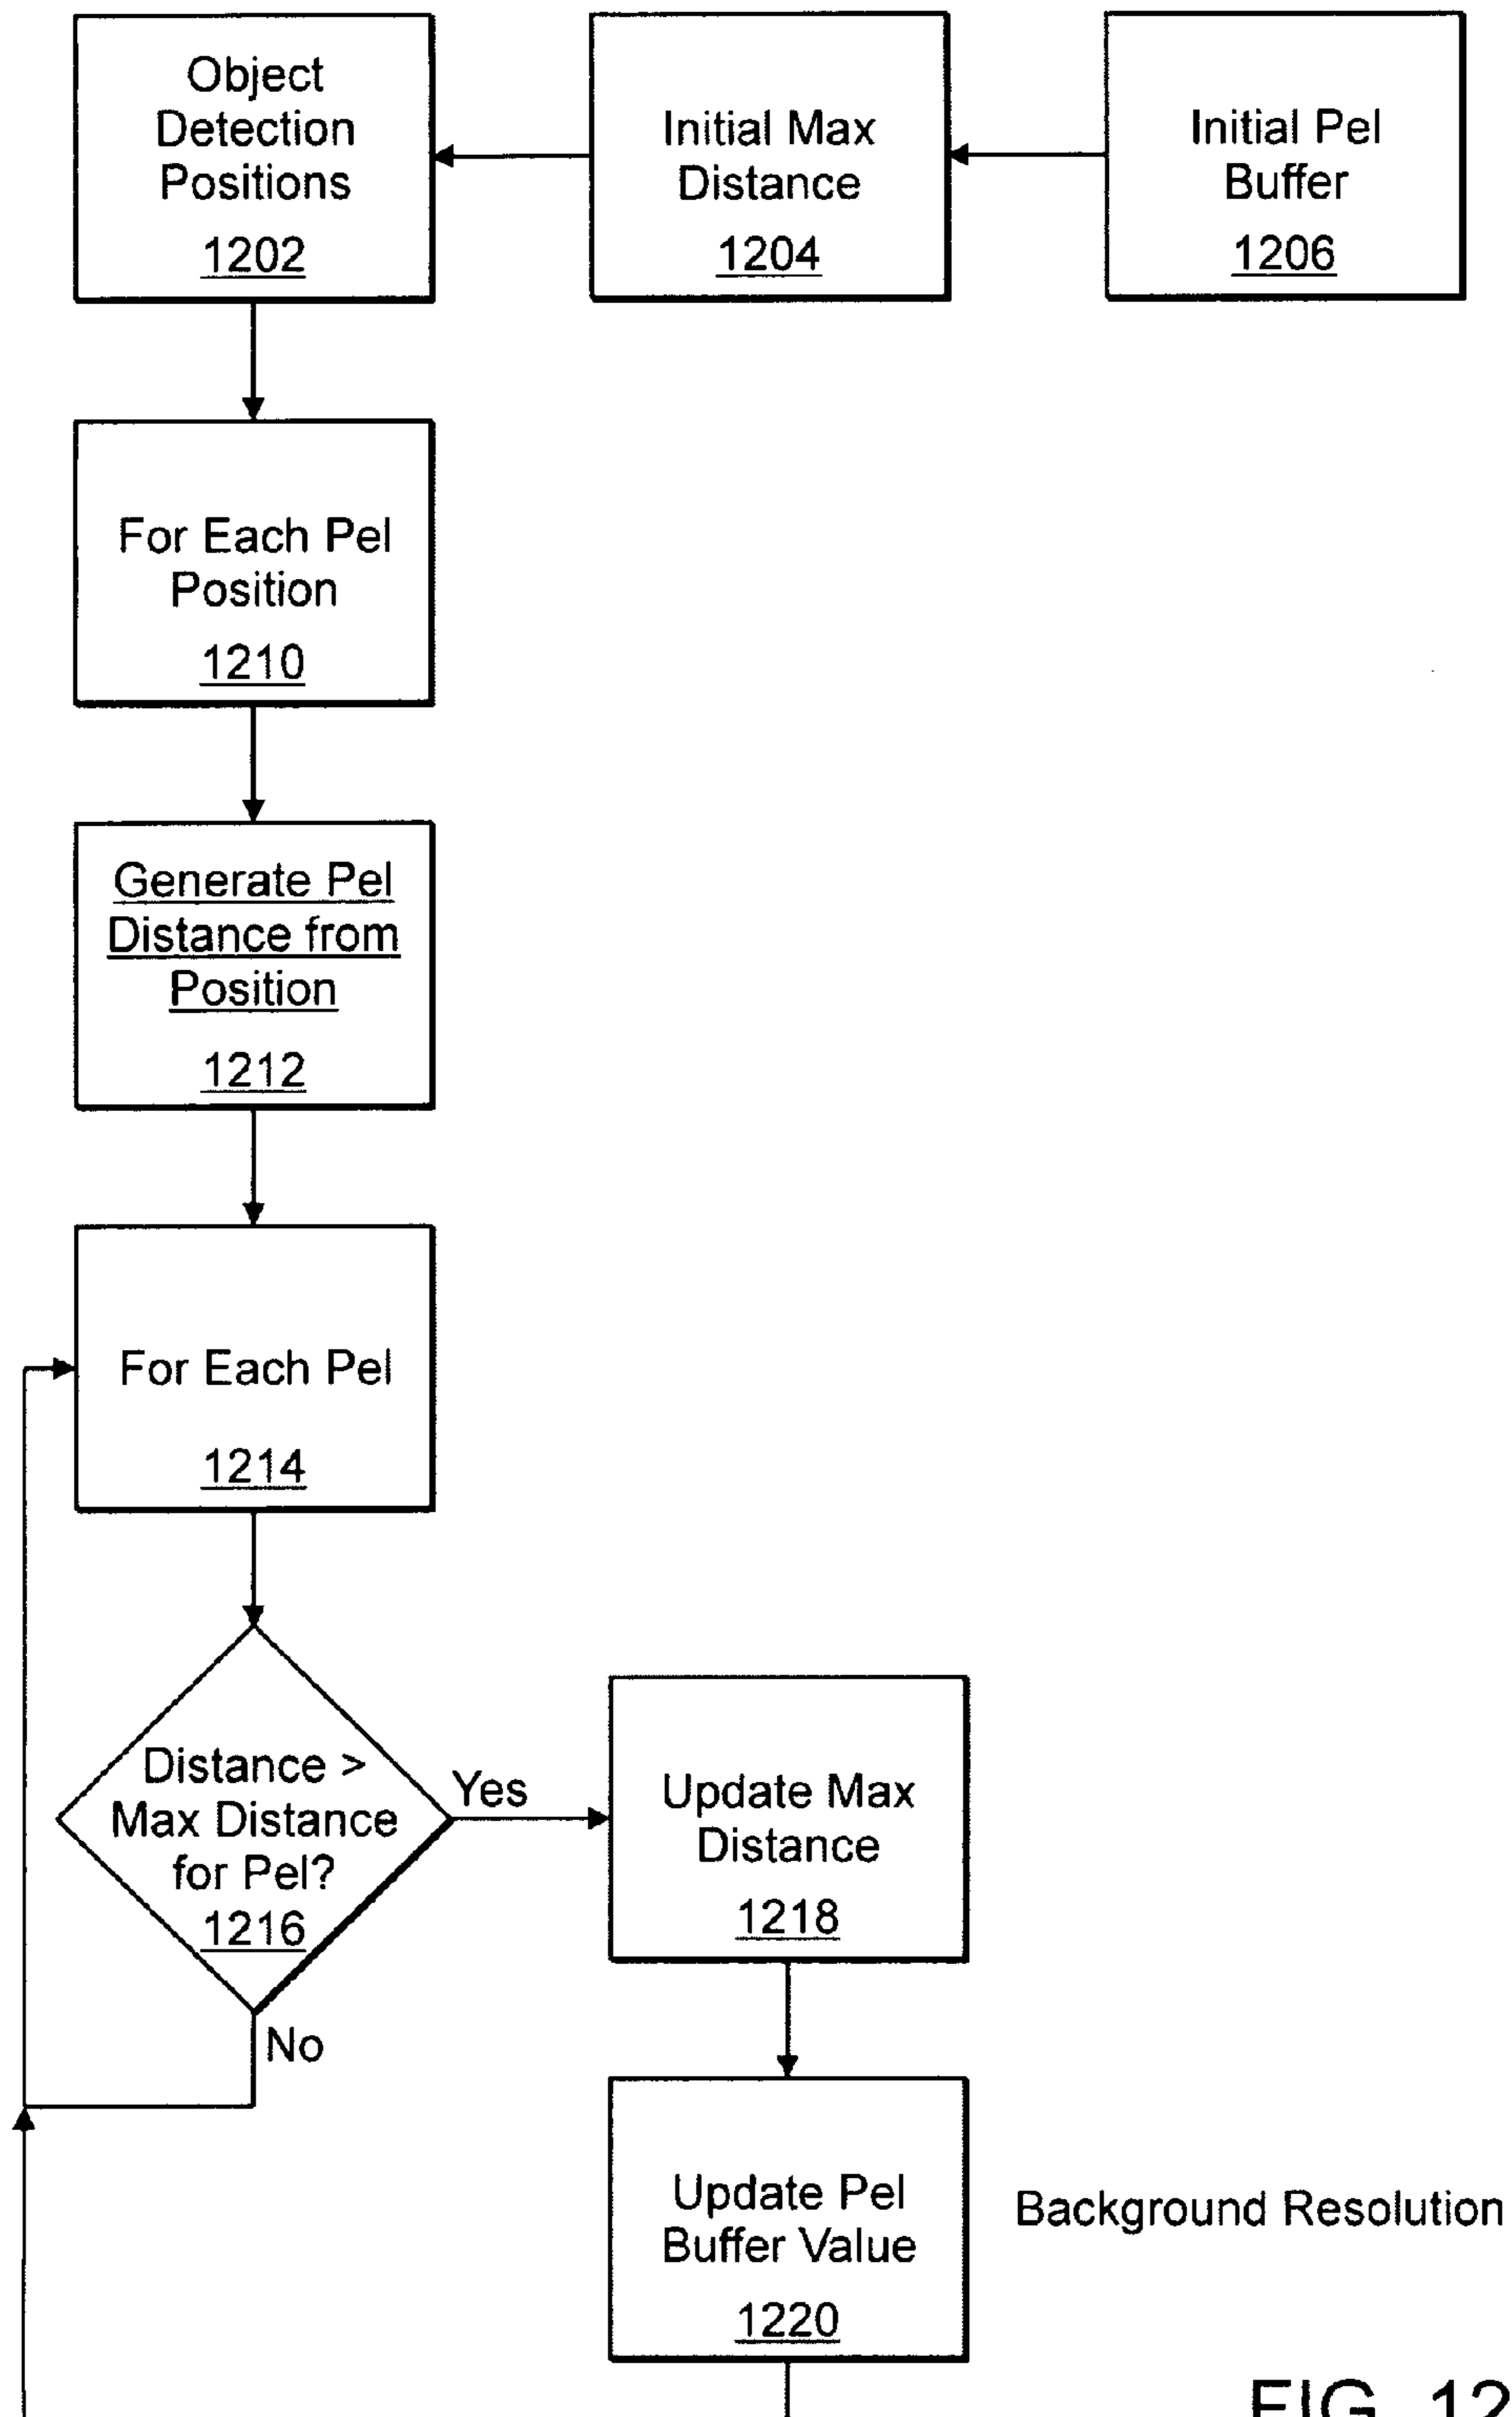 Object
Detection
Positions
1202
Initial Max
Distance
1204
Initial Pel
Buffer
1206
For Each Pel
Position
1210
Generate Pel
Distance from
Position
1212
For Each Pel
1214
Distance >
Max Distance
for Pel?
1216
Yes
No
Update Max
Distance
1218
Update Pel
Buffer Value
1220
Background Resolution
FIG. 12